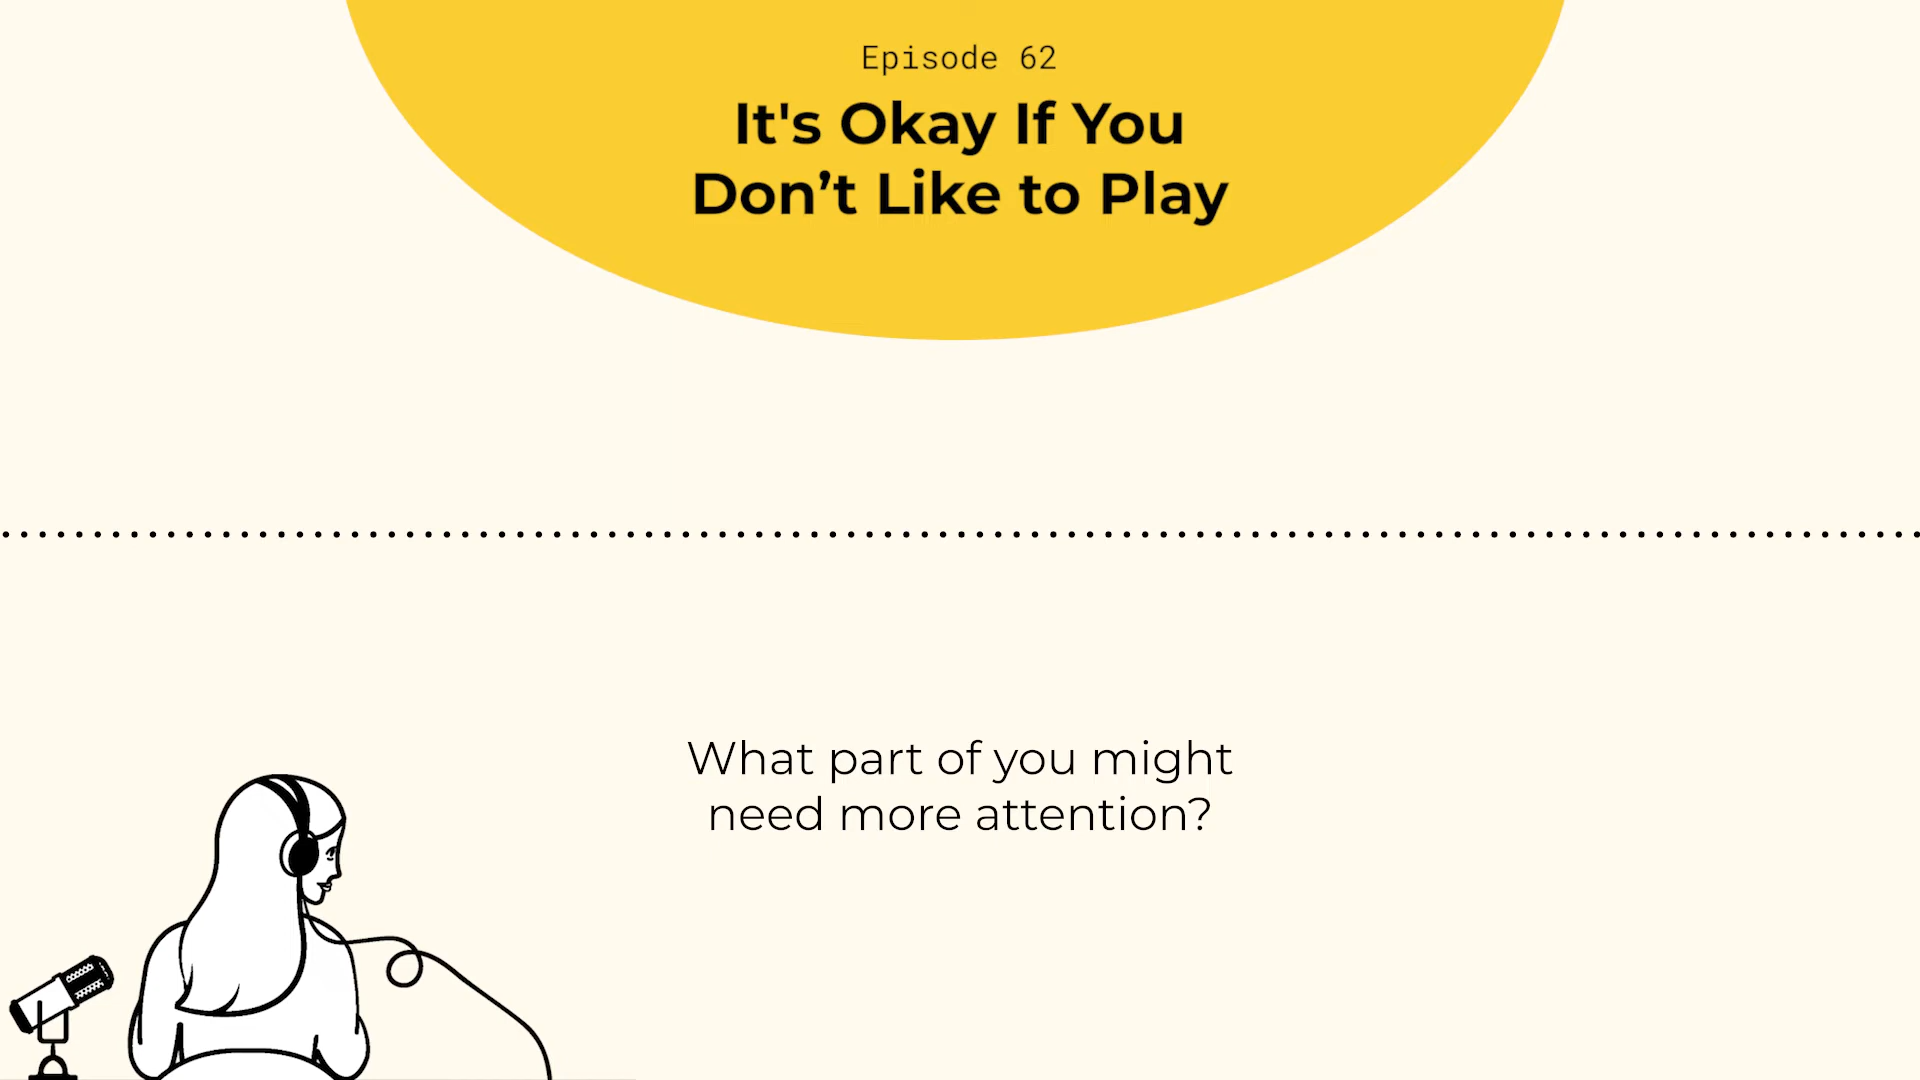 Episode 62
It's Okay If You
Don’t Like to Play
What part of you might
need more attention?